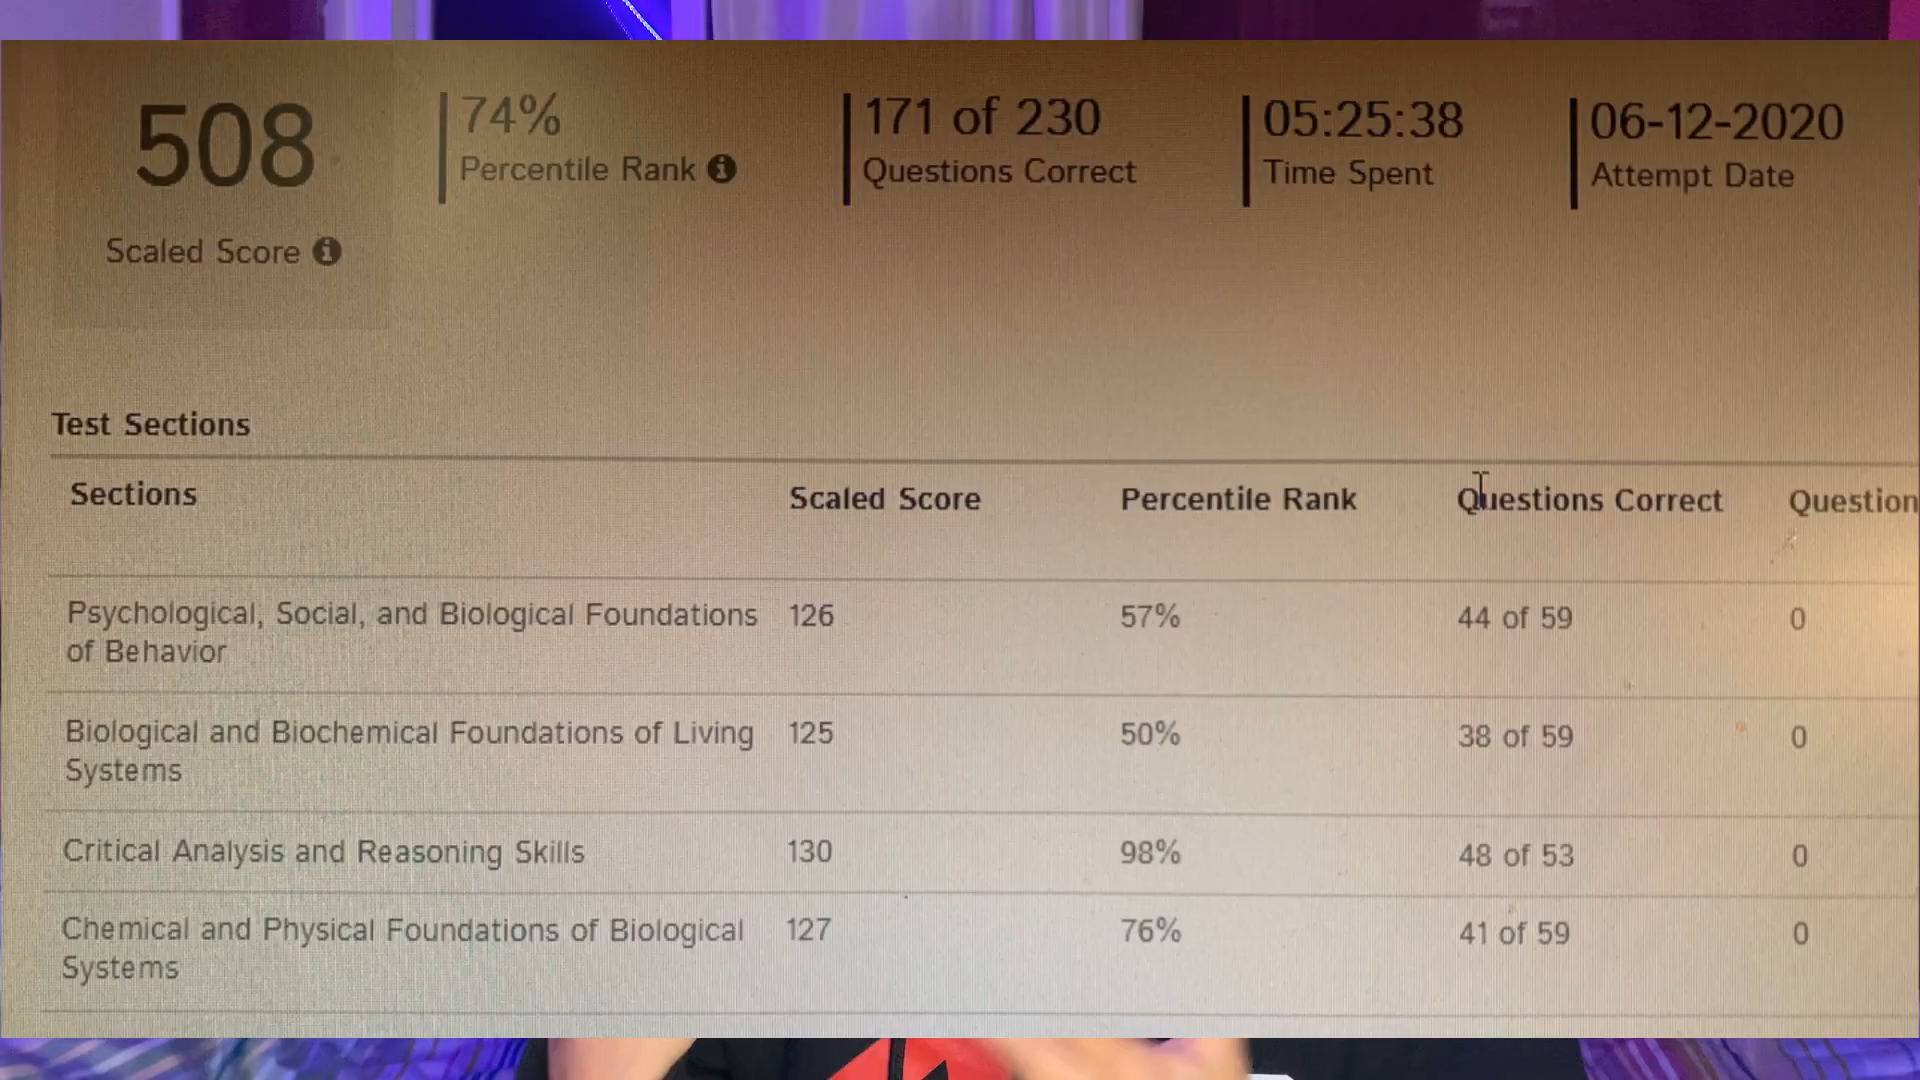 508
Scaled Score
74%
Percentile Rank
171 of 230
Questions Correct
05:25:38
Time Spent
06-12-2020
Attempt Date
Test Sections
Sections Scaled Score Percentile Rank Questions Correct Question
Psychological, Social, and Biological Foundations 126 57% 44 of 59 0
of Behavior
Biological and Biochemical Foundations of Living 125 50% 38 of 59 0
Systems
Critical Analysis and Reasoning Skills 130 98% 48 of 53 0
Chemical and Physical Foundations of Biological 127 76% 41 of 59 0
Systems